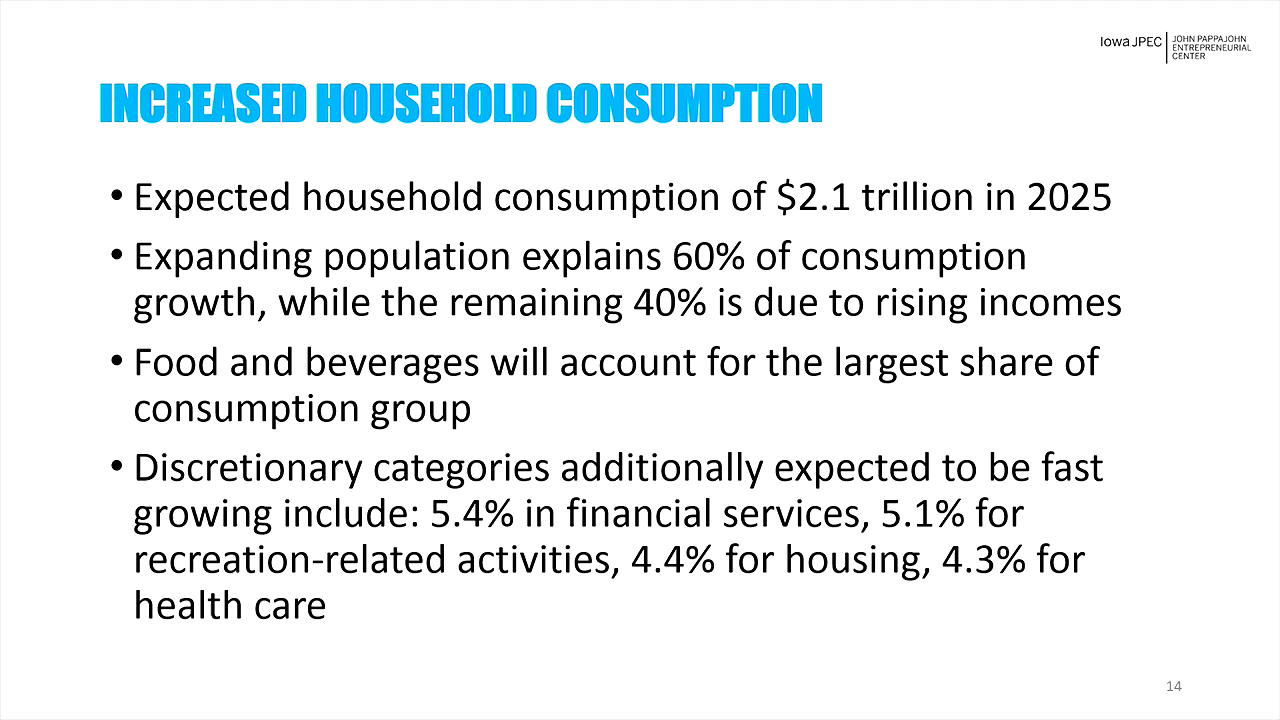 Iowa JPEC
JOHN PAPPAJOHN
ENTREPRENEURIAL
CENTER
INCREASED HOUSEHOLD CONSUMPTION
• Expected household consumption of $2.1 trillion in 2025
• Expanding population explains 60% of consumption
growth, while the remaining 40% is due to rising incomes
• Food and beverages will account for the largest share of
consumption group
• Discretionary categories additionally expected to be fast
growing include: 5.4% in financial services, 5.1% for
recreation-related activities, 4.4% for housing, 4.3% for
health care
14